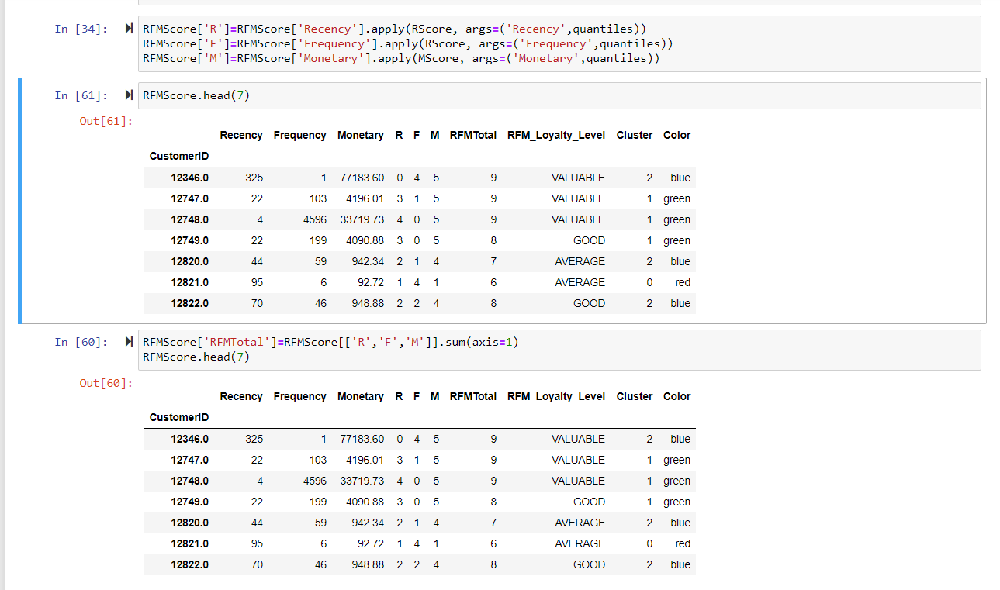 In [34]: RFMScore['R']=RFMScore['Recency'].apply(RScore, args=('Recency',quantiles))
RFMScore['F']=RFMScore['Frequency'].apply(RScore, args=('Frequency',quantiles))
RFMScore['M']=RFMScore['Monetary'].apply(MScore, args=('Monetary',quantiles))
In [61]: RFMScore.head(7)
Out[61]:
Recency Frequency Monetary R F M RFMTotal RFM_Loyalty_Level Cluster Color
CustomerID
12346.0 325 1 77183.60 0 4 5 9 VALUABLE 2 blue
12747.0 22 103 4196.01 3 1 5 9 VALUABLE 1 green
12748.0 4 4596 33719.73 4 0 5 9 VALUABLE 1 green
12749.0 22 199 4090.88 3 0 5 8 GOOD 1 green
12820.0 44 59 942.34 2 1 4 7 AVERAGE 2 blue
12821.0 95 6 92.72 1 4 1 6 AVERAGE 0 red
12822.0 70 46 948.88 2 2 4 8 GOOD 2 blue
In [60]: RFMScore['RFMTotal']=RFMScore[['R','F','M']].sum(axis=1)
RFMScore.head(7)
Out[60]:
Recency Frequency Monetary R F M RFMTotal RFM_Loyalty_Level Cluster Color
CustomerID
12346.0 325 1 77183.60 0 4 5 9 VALUABLE 2 blue
12747.0 22 103 4196.01 3 1 5 9 VALUABLE 1 green
12748.0 4 4596 33719.73 4 0 5 9 VALUABLE 1 green
12749.0 22 199 4090.88 3 0 5 8 GOOD 1 green
12820.0 44 59 942.34 2 1 4 7 AVERAGE 2 blue
12821.0 95 6 92.72 1 4 1 6 AVERAGE 0 red
12822.0 70 46 948.88 2 2 4 8 GOOD 2 blue